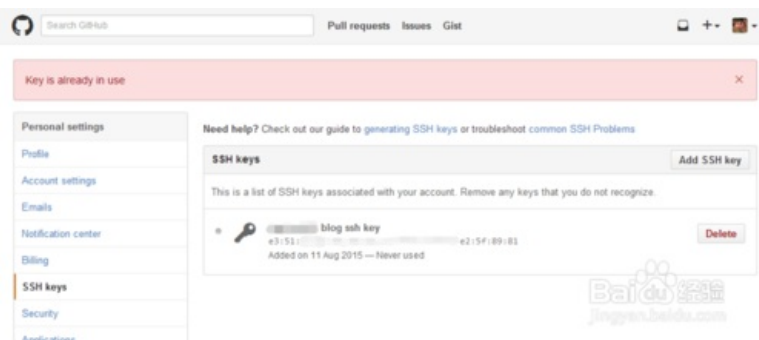 Search GitHub
Pull requests Issues Gist
Key is already in use
Personal settings
Profile
Account settings
Emails
Notification center
Billing
SSH keys
Security
Applications
Need help? Check out our guide to generating SSH keys or troubleshoot common SSH Problems
SSH keys
Add SSH key
This is a list of SSH keys associated with your account. Remove any keys that you do not recognize.
blog ssh key
e3:51: e2:5f:89:81
Added on 11 Aug 2015 — Never used
Delete
Baidu 经验
jingyan.baidu.com